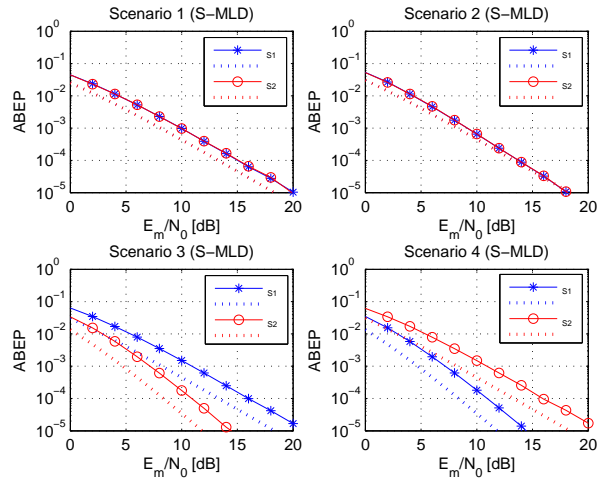 Scenario 1 (S−MLD)
ABEP
10^0
10^-1
10^-2
10^-3
10^-4
10^-5
0 5 10 15 20
E_m/N_0 [dB]
S1
S2
Scenario 2 (S−MLD)
ABEP
10^0
10^-1
10^-2
10^-3
10^-4
10^-5
0 5 10 15 20
E_m/N_0 [dB]
S1
S2
Scenario 3 (S−MLD)
ABEP
10^0
10^-1
10^-2
10^-3
10^-4
10^-5
0 5 10 15 20
E_m/N_0 [dB]
S1
S2
Scenario 4 (S−MLD)
ABEP
10^0
10^-1
10^-2
10^-3
10^-4
10^-5
0 5 10 15 20
E_m/N_0 [dB]
S1
S2